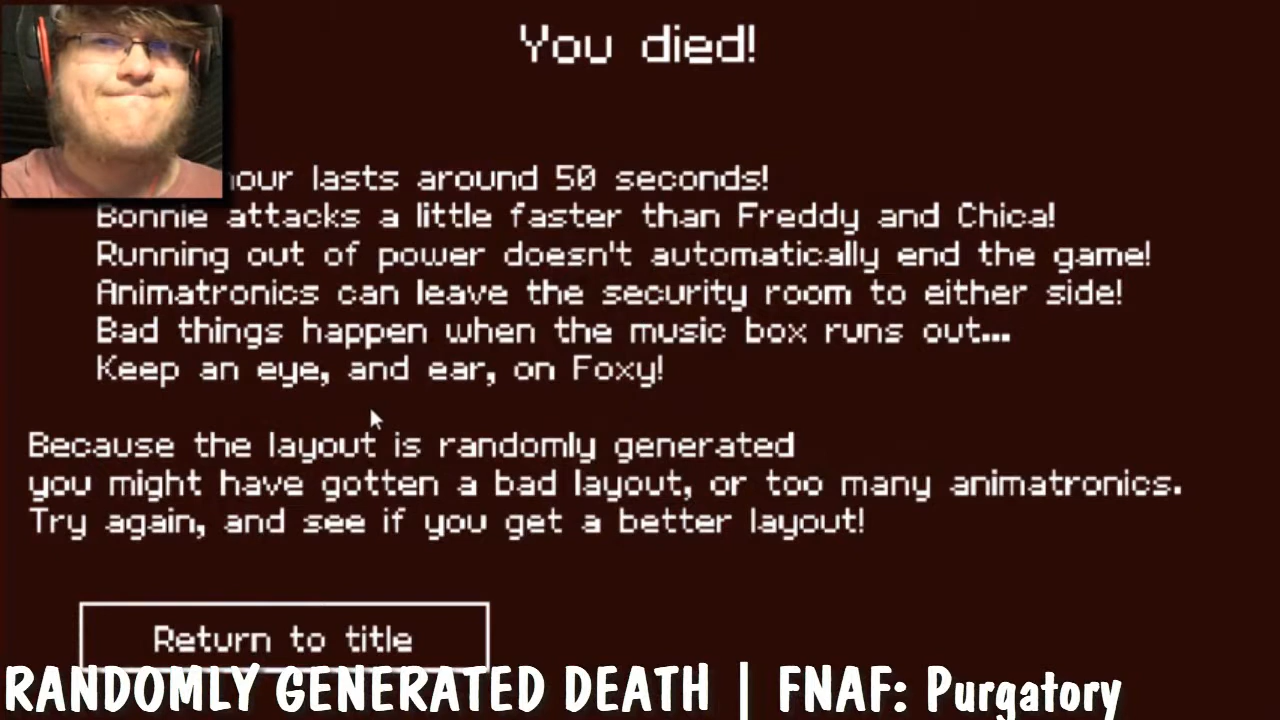 You died!
hour lasts around 50 seconds!
Bonnie attacks a little faster than Freddy and Chica!
Running out of power doesn't automatically end the game!
Animatronics can leave the security room to either side!
Bad things happen when the music box runs out...
Keep an eye, and ear, on Foxy!
Because the layout is randomly generated
you might have gotten a bad layout, or too many animatronics.
Try again, and see if you get a better layout!
Return to title
RANDOMLY GENERATED DEATH | FNAF: Purgatory